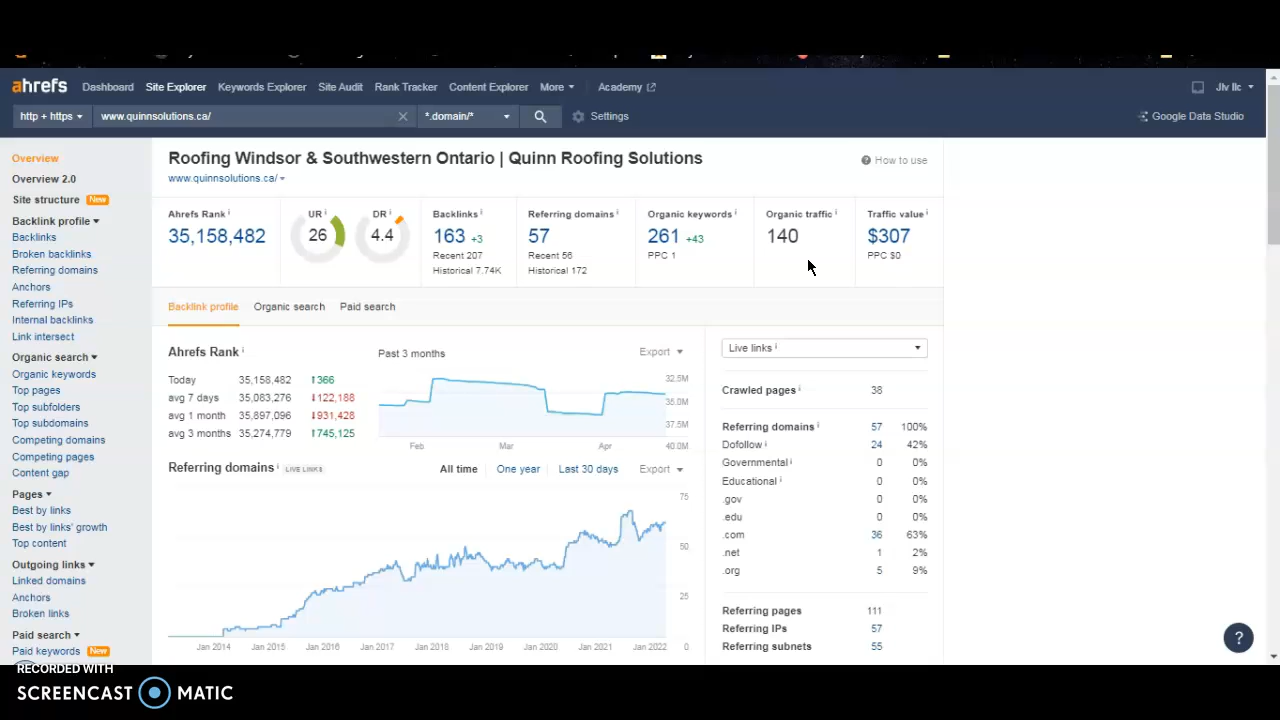 ahrefs Dashboard Site Explorer Keywords Explorer Site Audit Rank Tracker Content Explorer More Academy Jlv llc
http + https www.quinnsolutions.ca/ *.domain/* Settings Google Data Studio
Overview
Overview 2.0
Site structure New
Backlink profile
Backlinks
Broken backlinks
Referring domains
Anchors
Referring IPs
Internal backlinks
Link intersect
Organic search
Organic keywords
Top pages
Top subfolders
Top subdomains
Competing domains
Competing pages
Content gap
Pages
Best by links
Best by links' growth
Top content
Outgoing links
Linked domains
Anchors
Broken links
Paid search
Paid keywords New
Roofing Windsor & Southwestern Ontario | Quinn Roofing Solutions
How to use
www.quinnsolutions.ca/
Ahrefs Rank UR DR Backlinks Referring domains Organic keywords Organic traffic Traffic value
35,158,482 26 4.4 163 +3 57 261 +43 140 $307
Recent 207 Recent 56 PPC 1 PPC $0
Historical 7.74K Historical 172
Backlink profile Organic search Paid search
Ahrefs Rank Past 3 months Export
Today 35,158,482 ↑366
avg 7 days 35,083,276 ↓122,188
avg 1 month 35,897,096 ↓931,428
avg 3 months 35,274,779 ↑745,125
32.5M
35.0M
37.5M
40.0M
Feb Mar Apr
Referring domains LIVE LINKS All time One year Last 30 days Export
75
50
25
0
Jan 2014 Jan 2015 Jan 2016 Jan 2017 Jan 2018 Jan 2019 Jan 2020 Jan 2021 Jan 2022
Live links
Crawled pages 38
Referring domains 57 100%
Dofollow 24 42%
Governmental 0 0%
Educational 0 0%
.gov 0 0%
.edu 0 0%
.com 36 63%
.net 1 2%
.org 5 9%
Referring pages 111
Referring IPs 57
Referring subnets 55
?
RECORDED WITH
SCREENCAST MATIC